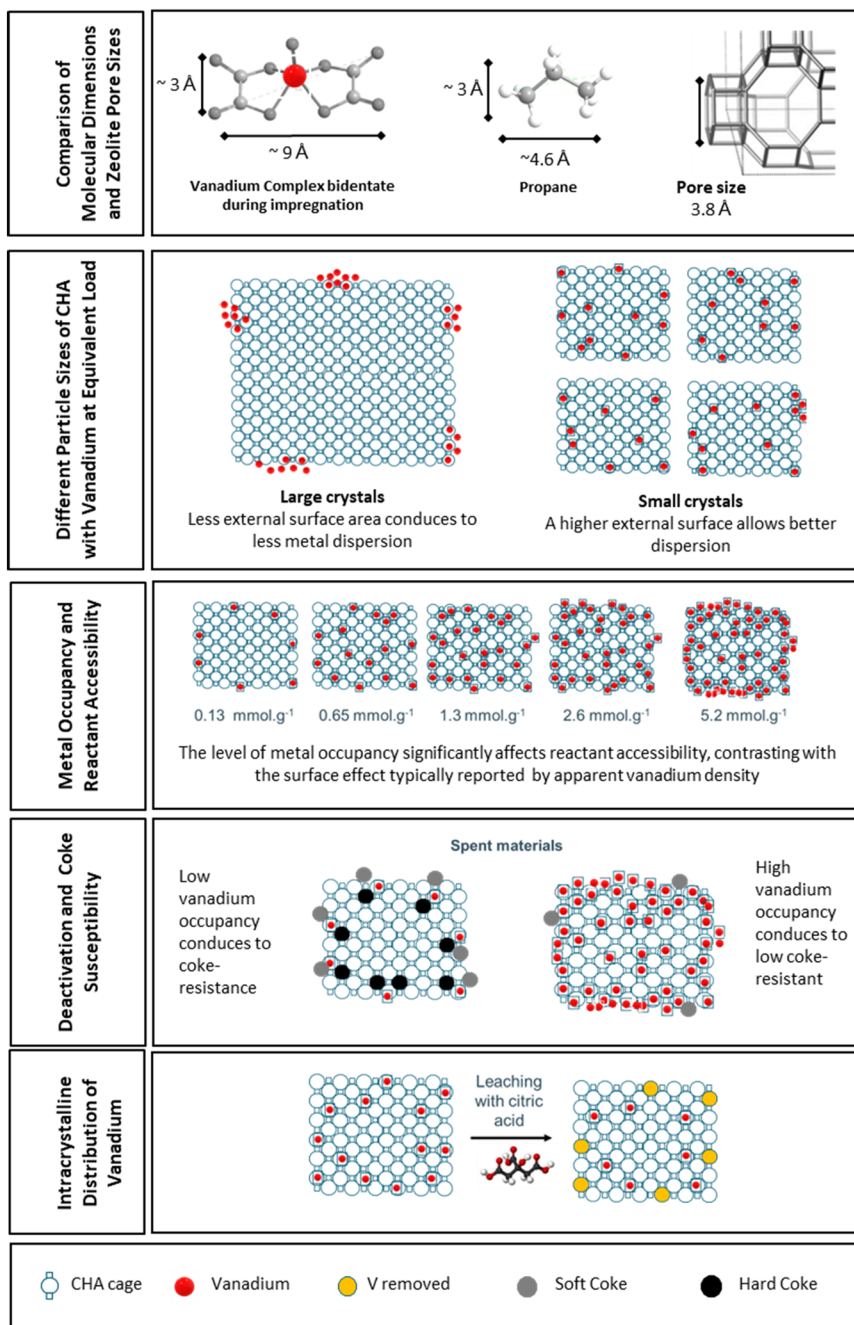 Comparison of
Molecular Dimensions
and Zeolite Pore Sizes
~ 3 Å
~ 9 Å
Vanadium Complex bidentate
during impregnation
~ 3 Å
~4.6 Å
Propane
Pore size
3.8 Å
Different Particle Sizes of CHA
with Vanadium at Equivalent Load
Large crystals
Less external surface area conduces to
less metal dispersion
Small crystals
A higher external surface allows better
dispersion
Metal Occupancy and
Reactant Accessibility
0.13 mmol.g-1
0.65 mmol.g-1
1.3 mmol.g-1
2.6 mmol.g-1
5.2 mmol.g-1
The level of metal occupancy significantly affects reactant accessibility, contrasting with
the surface effect typically reported by apparent vanadium density
Deactivation and Coke
Susceptibility
Spent materials
Low
vanadium
occupancy
conduces to
coke-
resistance
High
vanadium
occupancy
conduces to
low coke-
resistant
Intracrystalline
Distribution of
Vanadium
Leaching
with citric
acid
CHA cage
Vanadium
V removed
Soft Coke
Hard Coke